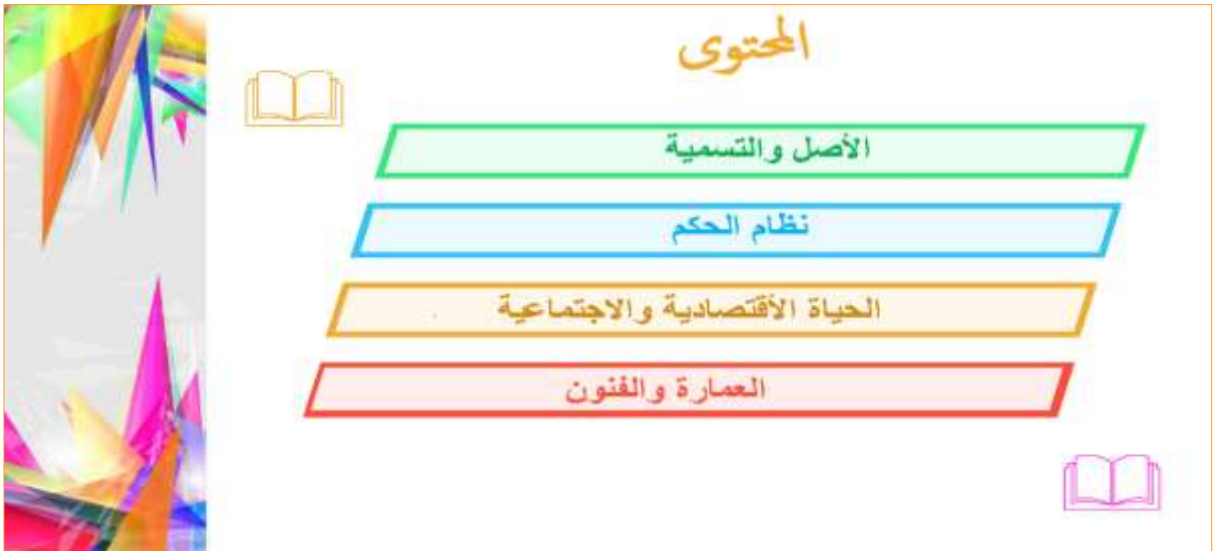 المحتوى
الأصل والتسمية
نظام الحكم
الحياة الأقتصادية والاجتماعية
العمارة والفنون